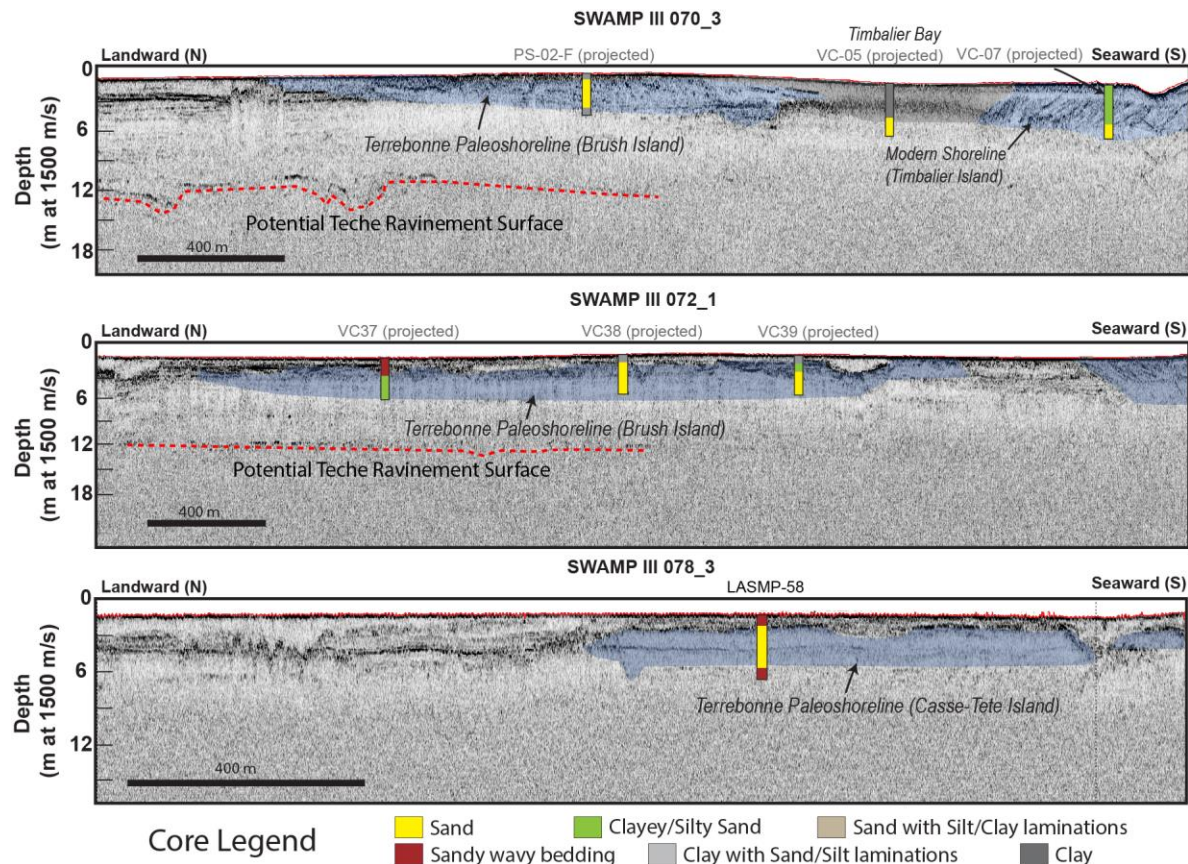 SWAMP III 070_3
Landward (N)
PS-02-F (projected)
Timbalier Bay
VC-05 (projected)
VC-07 (projected)
Seaward (S)
0
6
12
18
Depth
(m at 1500 m/s)
Terrebonne Paleoshoreline (Brush Island)
Modern Shoreline
(Timbalier Island)
Potential Teche Ravinement Surface
400 m
SWAMP III 072_1
Landward (N)
VC37 (projected)
VC38 (projected)
VC39 (projected)
Seaward (S)
0
6
12
18
Depth
(m at 1500 m/s)
Terrebonne Paleoshoreline (Brush Island)
Potential Teche Ravinement Surface
400 m
SWAMP III 078_3
Landward (N)
LASMP-58
Seaward (S)
0
6
12
Depth
(m at 1500 m/s)
Terrebonne Paleoshoreline (Casse-Tete Island)
400 m
Core Legend
Sand
Clayey/Silty Sand
Sand with Silt/Clay laminations
Sandy wavy bedding
Clay with Sand/Silt laminations
Clay